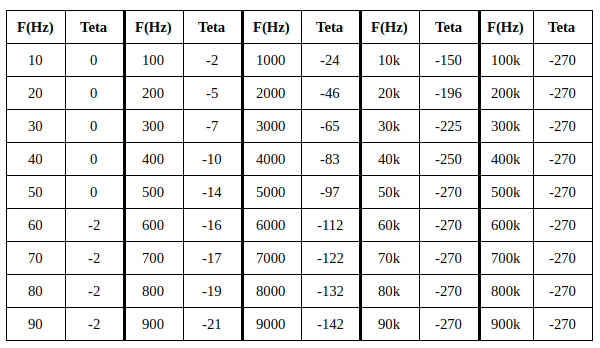 F(Hz) Teta F(Hz) Teta F(Hz) Teta F(Hz) Teta F(Hz) Teta
10 0 100 -2 1000 -24 10k -150 100k -270
20 0 200 -5 2000 -46 20k -196 200k -270
30 0 300 -7 3000 -65 30k -225 300k -270
40 0 400 -10 4000 -83 40k -250 400k -270
50 0 500 -14 5000 -97 50k -270 500k -270
60 -2 600 -16 6000 -112 60k -270 600k -270
70 -2 700 -17 7000 -122 70k -270 700k -270
80 -2 800 -19 8000 -132 80k -270 800k -270
90 -2 900 -21 9000 -142 90k -270 900k -270